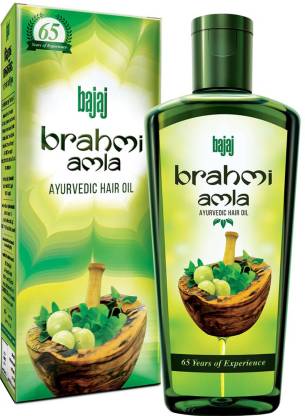 65
Years of Experience
bajaj
brahmi
amla
AYURVEDIC HAIR OIL
bajaj
brahmi
amla
AYURVEDIC HAIR OIL
65 Years of Experience